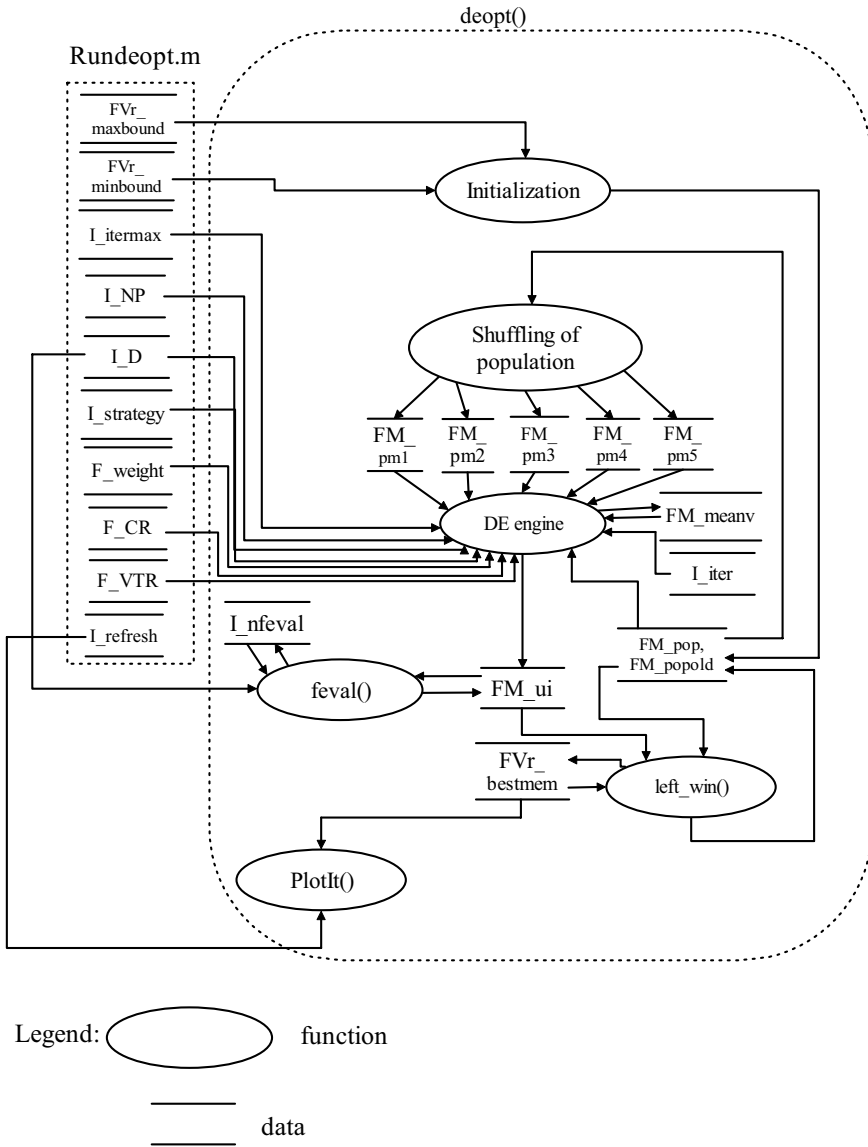 deopt()
Rundeopt.m
FVr_
maxbound
FVr_
minbound
Initialization
I_itermax
I_NP
I_D
I_strategy
F_weight
F_CR
F_VTR
I_refresh
Shuffling of
population
FM_
pm1
FM_
pm2
FM_
pm3
FM_
pm4
FM_
pm5
DE engine
FM_meanv
I_iter
I_nfeval
FM_pop,
FM_popold
feval()
FM_ui
FVr_
bestmem
left_win()
PlotIt()
Legend:
function
data